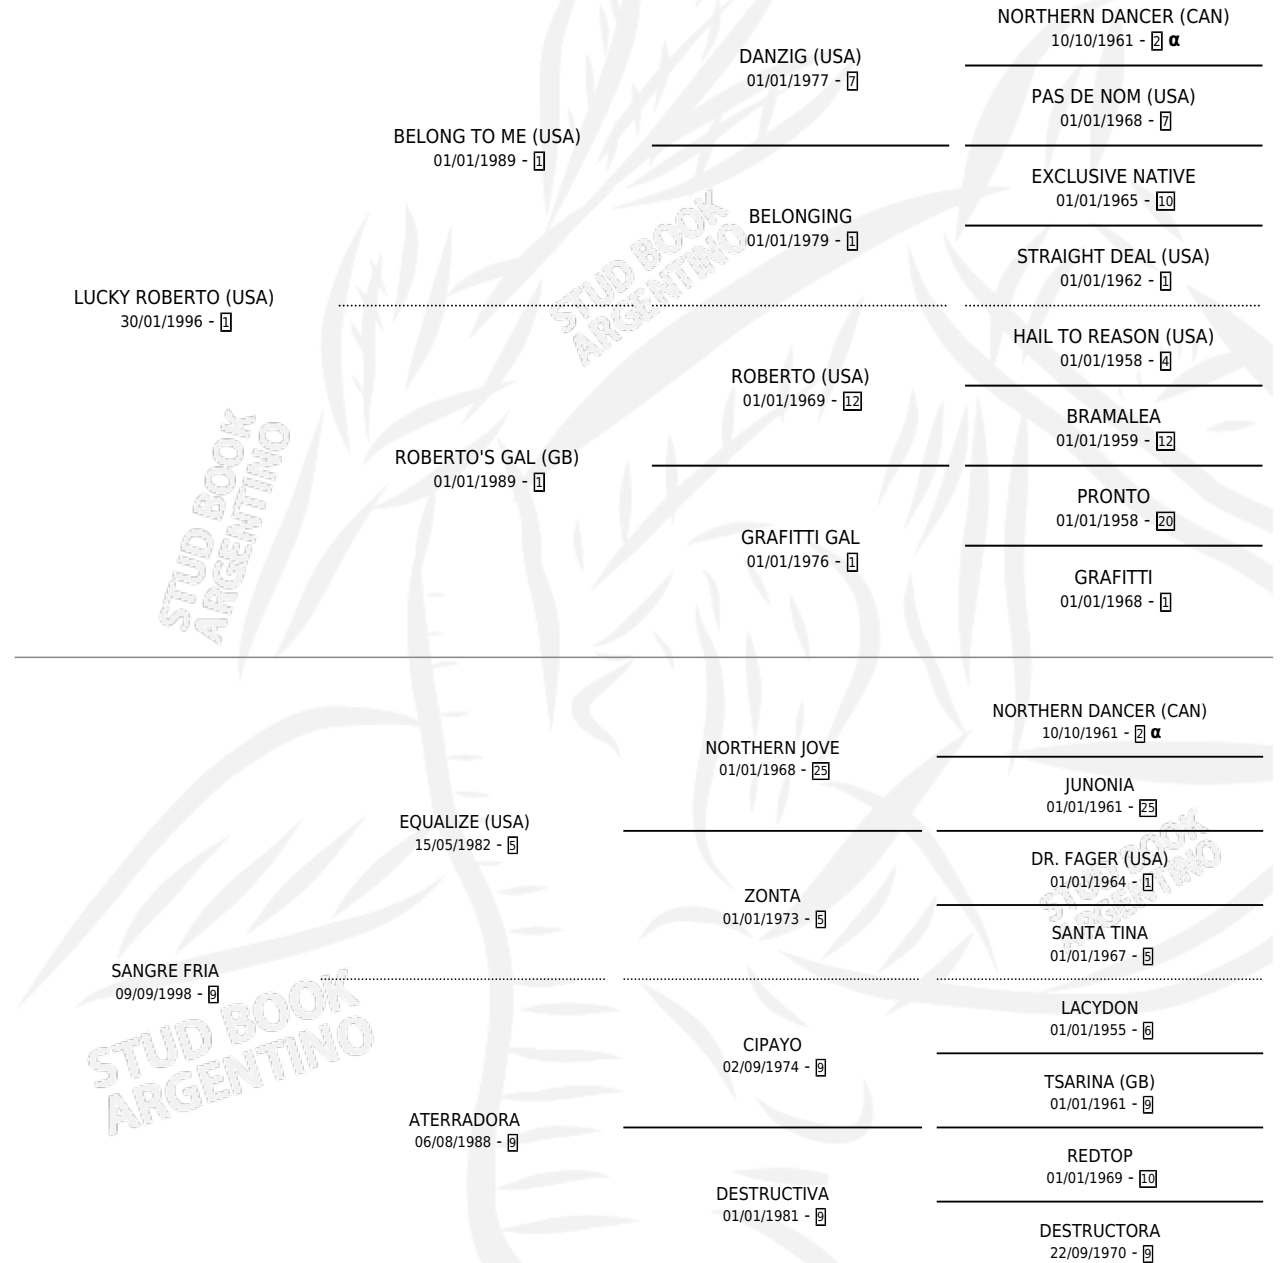 NORTHERN DANCER (CAN)
10/10/1961 - 2 α
DANZIG (USA)
01/01/1977 - 7
PAS DE NOM (USA)
01/01/1968 - 7
BELONG TO ME (USA)
01/01/1989 - 1
EXCLUSIVE NATIVE
01/01/1965 - 10
BELONGING
01/01/1979 - 1
STRAIGHT DEAL (USA)
01/01/1962 - 1
LUCKY ROBERTO (USA)
30/01/1996 - 1
HAIL TO REASON (USA)
01/01/1958 - 4
ROBERTO (USA)
01/01/1969 - 12
BRAMALEA
01/01/1959 - 12
ROBERTO'S GAL (GB)
01/01/1989 - 1
PRONTO
01/01/1958 - 20
GRAFITTI GAL
01/01/1976 - 1
GRAFITTI
01/01/1968 - 1
NORTHERN DANCER (CAN)
10/10/1961 - 2 α
NORTHERN JOVE
01/01/1968 - 25
JUNONIA
01/01/1961 - 25
EQUALIZE (USA)
15/05/1982 - 5
DR. FAGER (USA)
01/01/1964 - 1
ZONTA
01/01/1973 - 5
SANTA TINA
01/01/1967 - 5
SANGRE FRIA
09/09/1998 - 9
LACYDON
01/01/1955 - 6
CIPAYO
02/09/1974 - 9
TSARINA (GB)
01/01/1961 - 9
ATERRADORA
06/08/1988 - 9
REDTOP
01/01/1969 - 10
DESTRUCTIVA
01/01/1981 - 9
DESTRUCTORA
22/09/1970 - 9
STUD BOOK
ARGENTINO
STUD BOOK
ARGENTINO
STUD BOOK
ARGENTINO
STUD BOOK
ARGENTINO